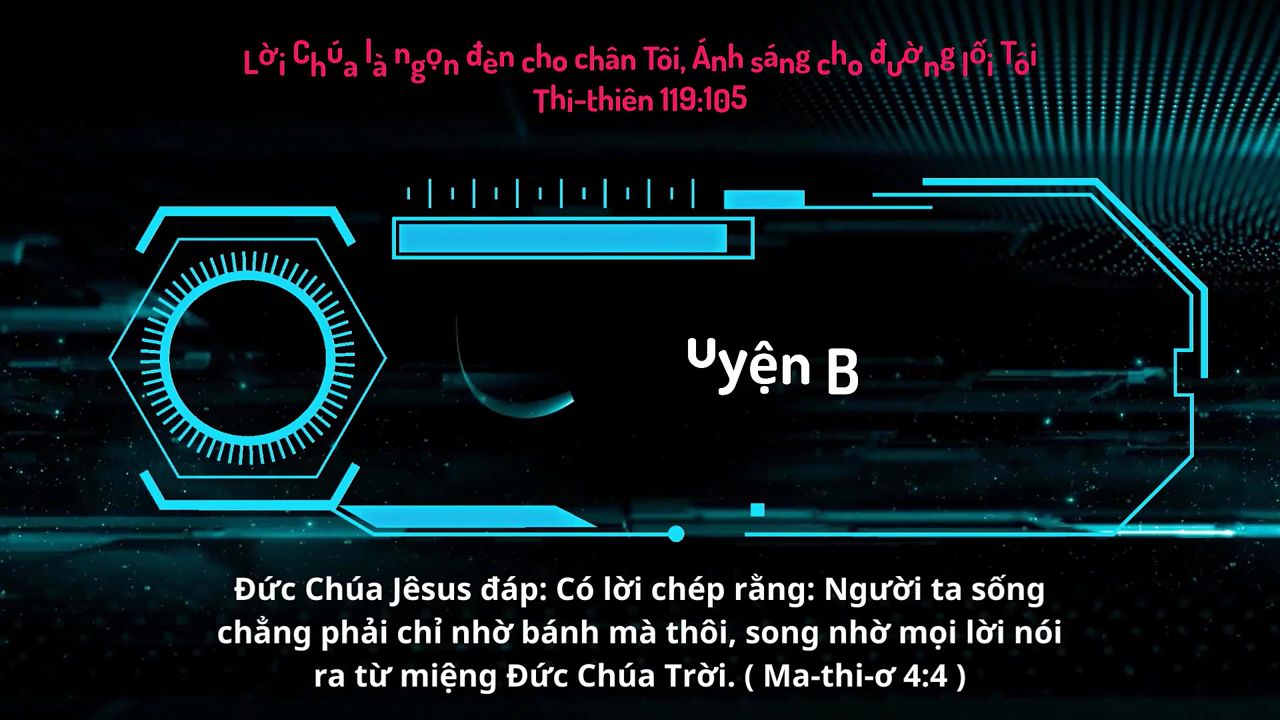 Lời Chúa là ngọn đèn cho chân Tôi, Ánh sáng cho đường lối Tôi
Thi-thiên 119:105
uyện B
Đức Chúa Jêsus đáp: Có lời chép rằng: Người ta sống
chẳng phải chỉ nhờ bánh mà thôi, song nhờ mọi lời nói
ra từ miệng Đức Chúa Trời. ( Ma-thi-ơ 4:4 )